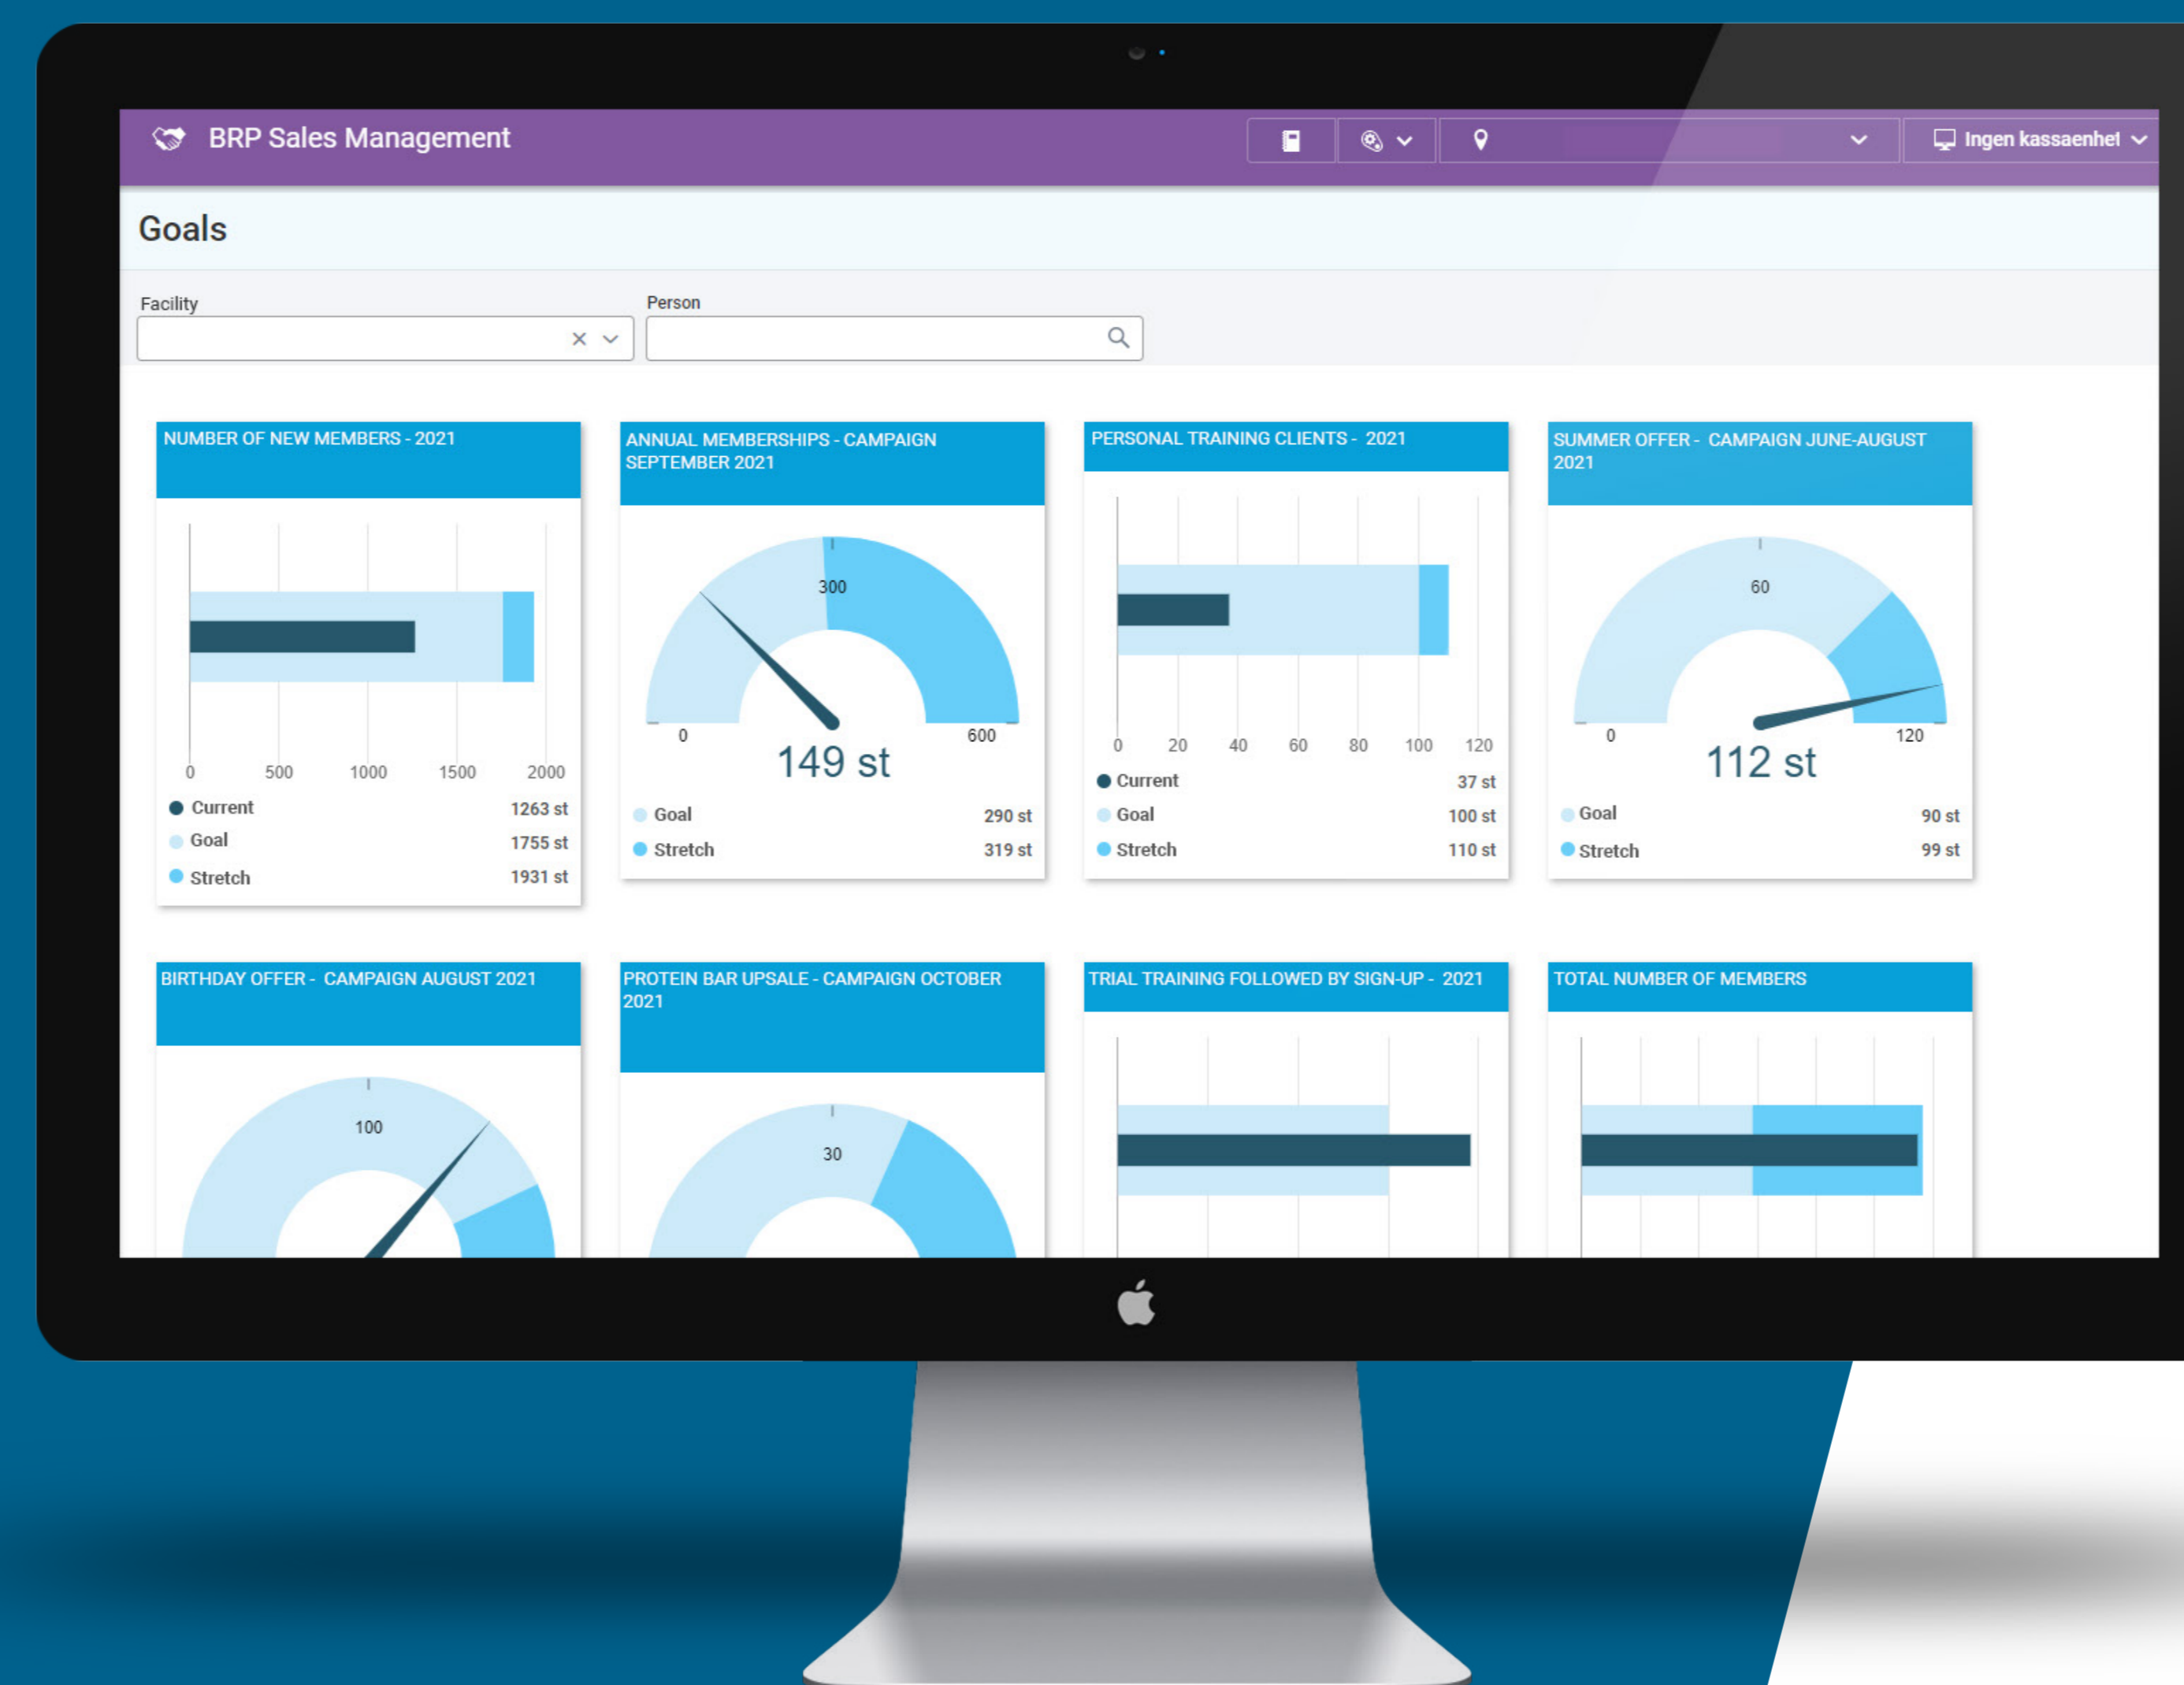 BRP Sales Management
Ingen kassaenhet
Goals
Facility
Person
NUMBER OF NEW MEMBERS - 2021
0 500 1000 1500 2000
Current 1263 st
Goal 1755 st
Stretch 1931 st
ANNUAL MEMBERSHIPS - CAMPAIGN
SEPTEMBER 2021
300
0 600
149 st
Goal 290 st
Stretch 319 st
PERSONAL TRAINING CLIENTS - 2021
0 20 40 60 80 100 120
Current 37 st
Goal 100 st
Stretch 110 st
SUMMER OFFER - CAMPAIGN JUNE-AUGUST
2021
60
0 120
112 st
Goal 90 st
Stretch 99 st
BIRTHDAY OFFER - CAMPAIGN AUGUST 2021
100
PROTEIN BAR UPSALE - CAMPAIGN OCTOBER
2021
30
TRIAL TRAINING FOLLOWED BY SIGN-UP - 2021
TOTAL NUMBER OF MEMBERS